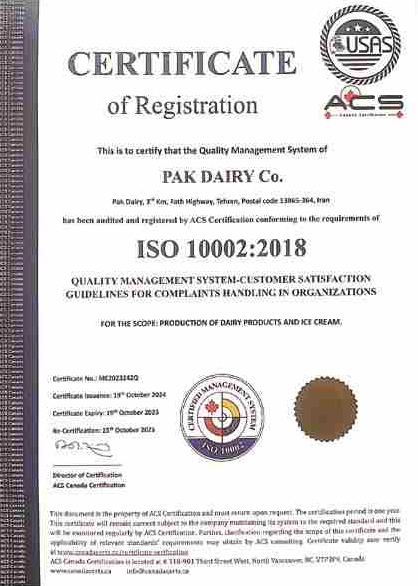 USAS
ACS
CERTIFICATE
of Registration
This is to certify that the Quality Management System of
PAK DAIRY Co.
Pak Dairy, 3rd Km, Fath Highway, Tehran, Postal code 13865-364, Iran
has been audited and registered by ACS Certification conforming to the requirements of
ISO 10002:2018
QUALITY MANAGEMENT SYSTEM-CUSTOMER SATISFACTION
GUIDELINES FOR COMPLAINTS HANDLING IN ORGANIZATIONS
FOR THE SCOPE: PRODUCTION OF DAIRY PRODUCTS AND ICE CREAM.
Certificate No.: MK2023242Q
Certificate Issuance: 19th October 2024
Certificate Expiry: 19th October 2025
Re-Certification: 15th October 2025
Director of Certification
ACS Canada Certification
CERTIFIED MANAGEMENT SYSTEM
ISO 10002
This document is the property of ACS Certification and must return upon request. The certification period is one year.
This certificate will remain current subject to the company maintaining its system to the required standard and this
will be monitored regularly by ACS Certification. Further, clarification regarding the scope of this certificate and the
applicability of relevant standards' requirements may obtain by ACS consulting. Certificate validity may verify
at www.canadacerts.ca/certificate-verification
ACS Canada Certification is located at # 110-901 Third Street West, North Vancouver, BC, V7P3P9, Canada
www.canadacerts.ca info@canadacerts.ca